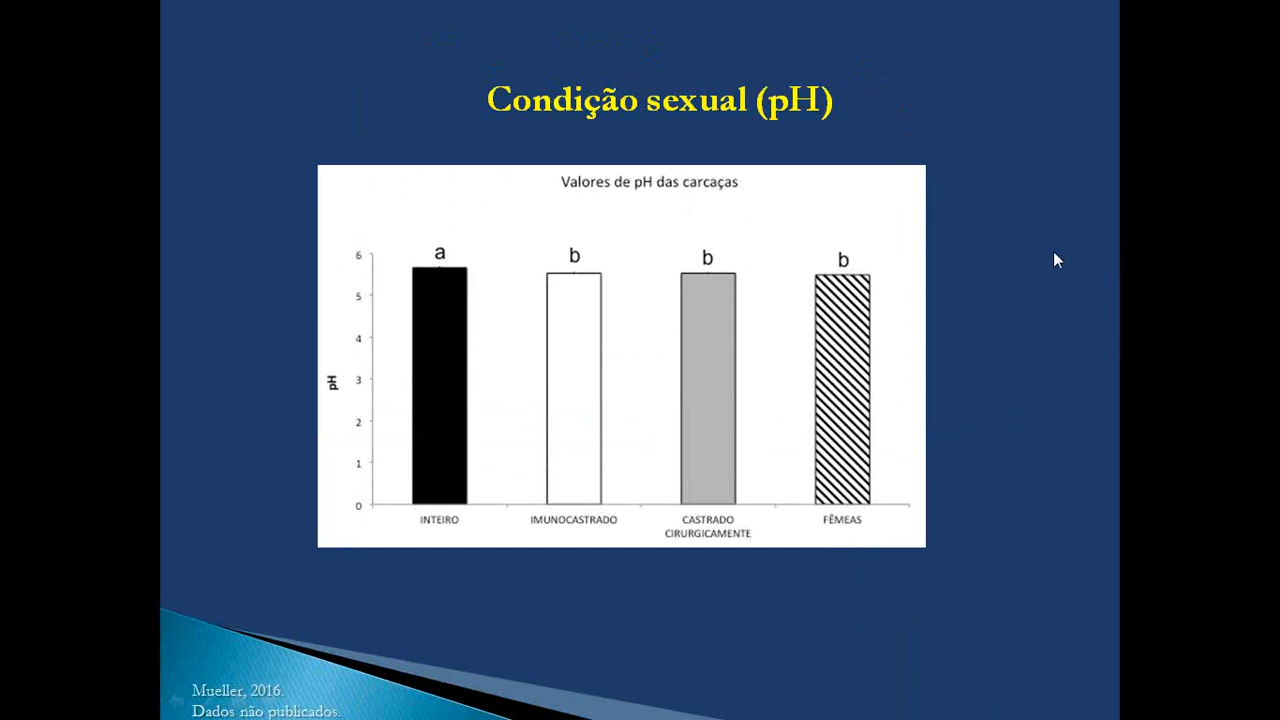 Condição sexual (pH)
Valores de pH das carcaças
a
b
b
b
6
5
4
3
2
1
0
pH
INTEIRO
IMUNOCASTRADO
CASTRADO
CIRURGICAMENTE
FÊMEAS
Mueller, 2016.
Dados não publicados.